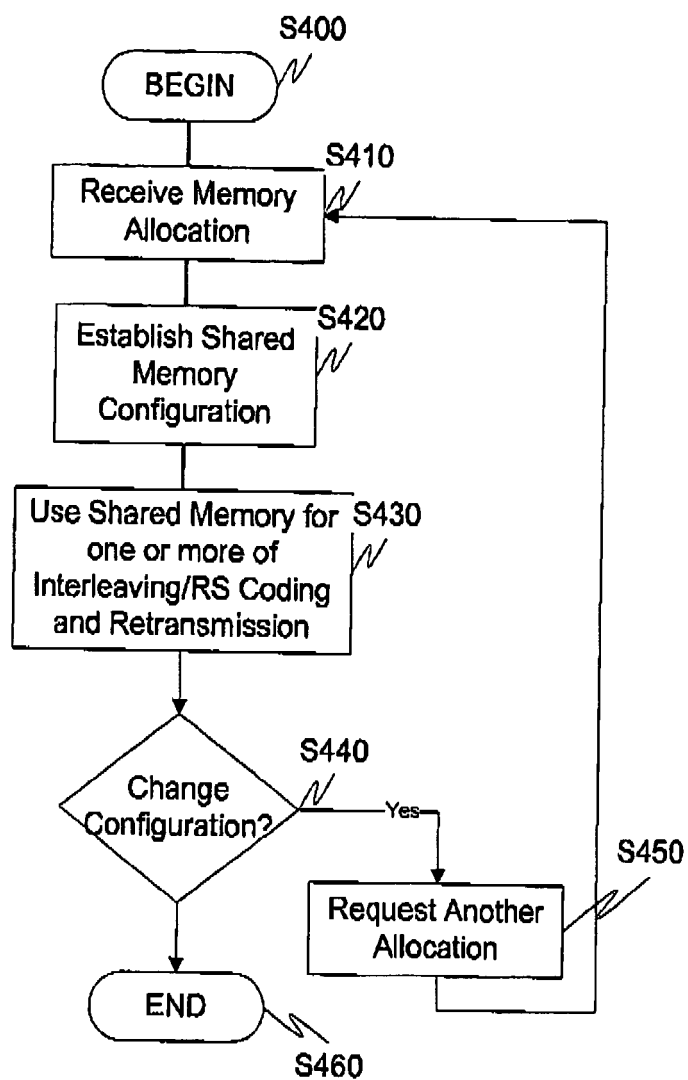 S400
BEGIN
S410
Receive Memory
Allocation
S420
Establish Shared
Memory
Configuration
S430
Use Shared Memory for
one or more of
Interleaving/RS Coding
and Retransmission
S440
Change
Configuration?
Yes
S450
Request Another
Allocation
END
S460